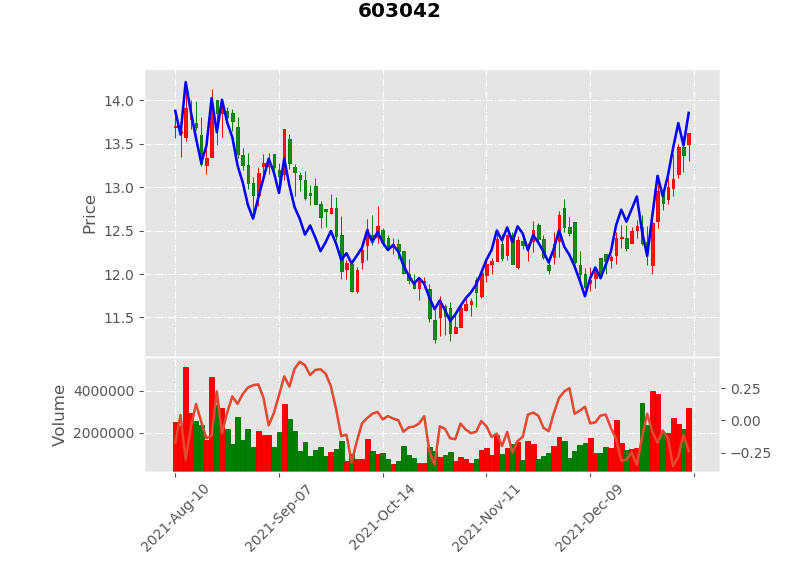 603042
14.0
13.5
13.0
12.5
12.0
11.5
Price
4000000
2000000
Volume
0.25
0.00
−0.25
2021-Aug-10
2021-Sep-07
2021-Oct-14
2021-Nov-11
2021-Dec-09